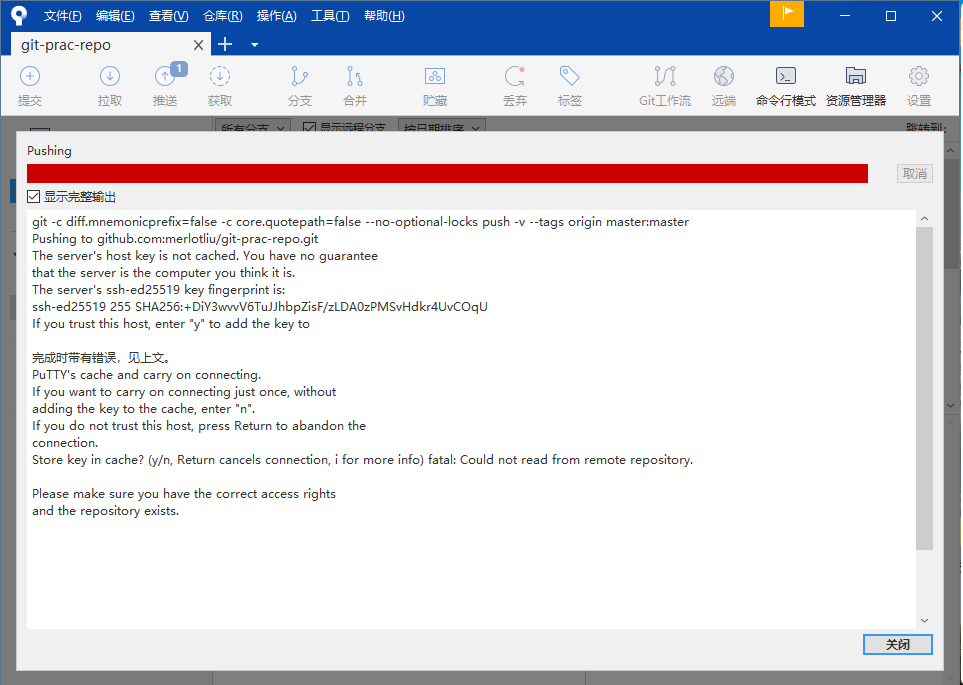 文件(F) 编辑(E) 查看(V) 仓库(R) 操作(A) 工具(T) 帮助(H)
git-prac-repo
1
提交 拉取 推送 获取 分支 合并 贮藏 丢弃 标签 Git工作流 远端 命令行模式 资源管理器 设置
所有分支 显示远程分支 按日期排序 跳转到:
Pushing
取消
显示完整输出
git -c diff.mnemonicprefix=false -c core.quotepath=false --no-optional-locks push -v --tags origin master:master
Pushing to github.com:merlotliu/git-prac-repo.git
The server's host key is not cached. You have no guarantee
that the server is the computer you think it is.
The server's ssh-ed25519 key fingerprint is:
ssh-ed25519 255 SHA256:+DiY3wvvV6TuJJhbpZisF/zLDA0zPMSvHdkr4UvCOqU
If you trust this host, enter "y" to add the key to
完成时带有错误，见上文。
PuTTY's cache and carry on connecting.
If you want to carry on connecting just once, without
adding the key to the cache, enter "n".
If you do not trust this host, press Return to abandon the
connection.
Store key in cache? (y/n, Return cancels connection, i for more info) fatal: Could not read from remote repository.
Please make sure you have the correct access rights
and the repository exists.
关闭